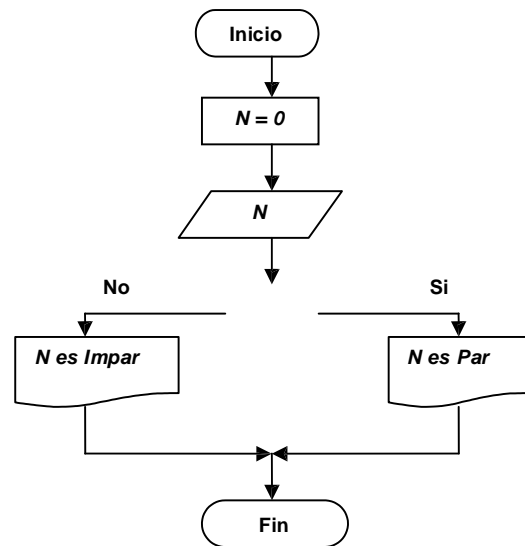 Inicio
N = 0
N
No
Si
N es Impar
N es Par
Fin